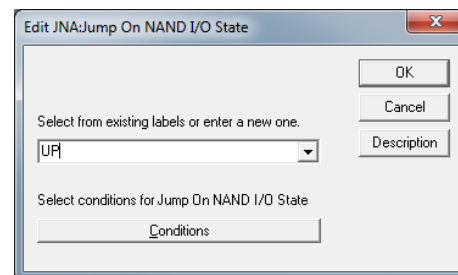 Edit JNA:Jump On NAND I/O State
OK
Cancel
Select from existing labels or enter a new one.
Description
UP
Select conditions for Jump On NAND I/O State
Conditions